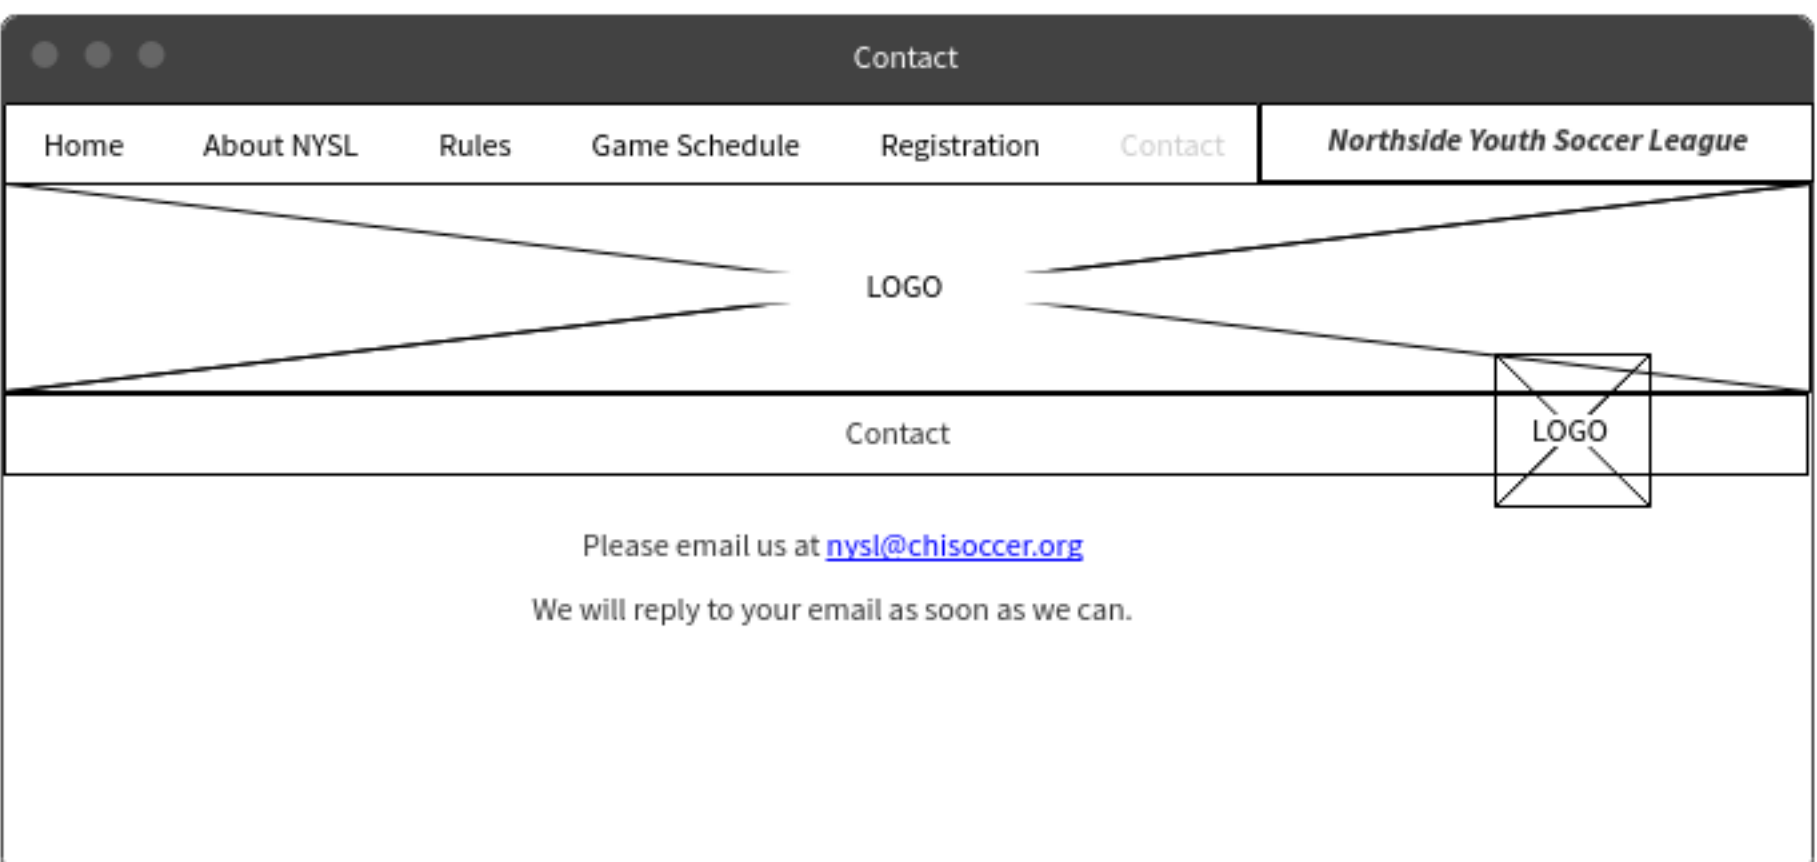 Contact
Home About NYSL Rules Game Schedule Registration Contact Northside Youth Soccer League
LOGO
Contact LOGO
Please email us at nysl@chisoccer.org
We will reply to your email as soon as we can.